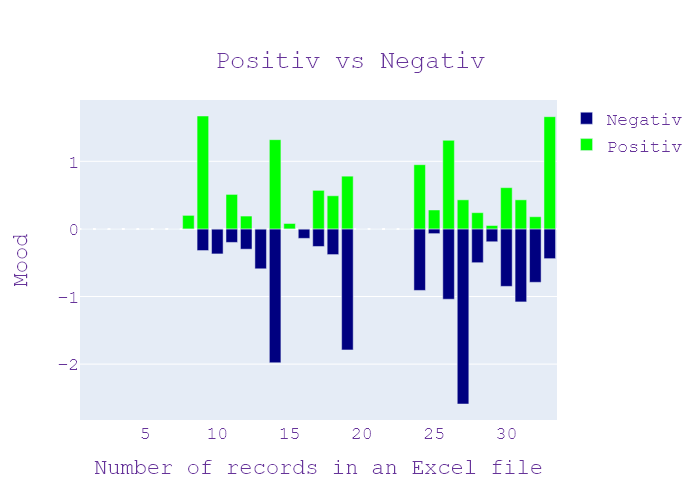 Positiv vs Negativ
Negativ
Positiv
1
0
−1
−2
Mood
5 10 15 20 25 30
Number of records in an Excel file